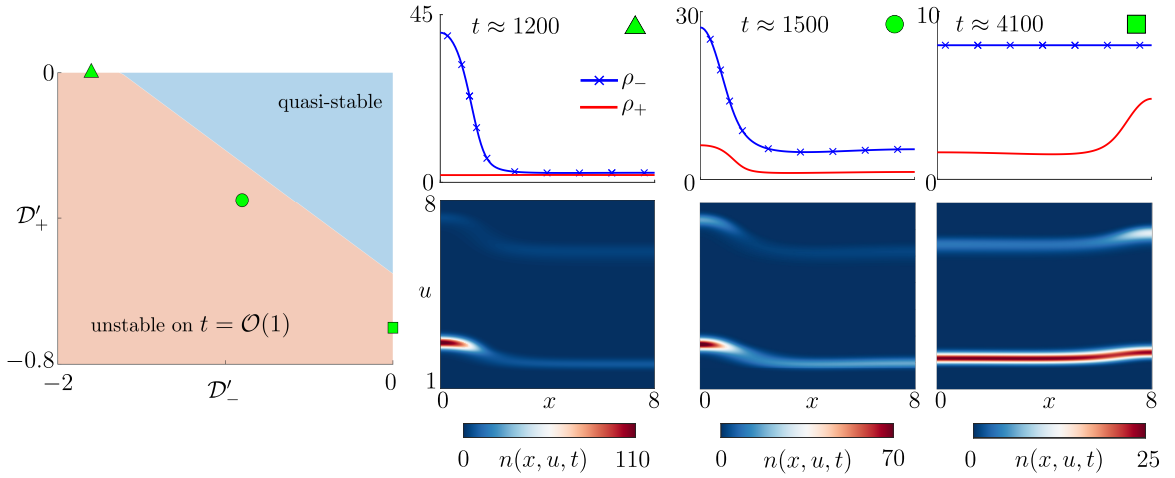 0
𝒟′₊
−0.8
−2
𝒟′₋
0
quasi-stable
unstable on t = 𝒪(1)
45
t ≈ 1200
ρ₋
ρ₊
0
30
t ≈ 1500
0
10
t ≈ 4100
0
8
u
1
0
x
8
0
x
8
0
x
8
0
n(x, u, t)
110
0
n(x, u, t)
70
0
n(x, u, t)
25